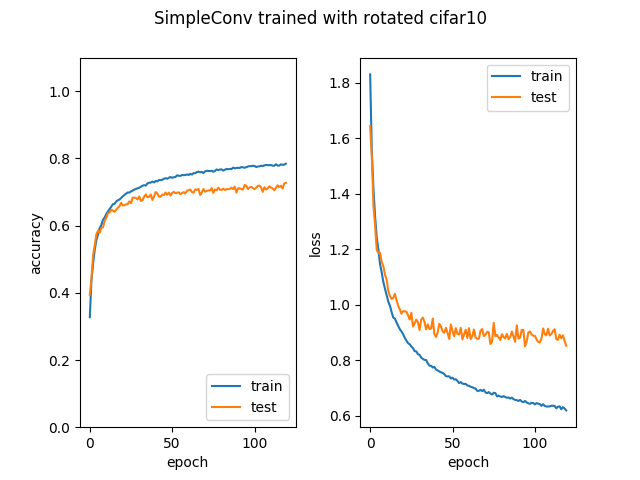 SimpleConv trained with rotated cifar10
accuracy
1.0
0.8
0.6
0.4
0.2
0.0
0
50
100
epoch
train
test
loss
1.8
1.6
1.4
1.2
1.0
0.8
0.6
0
50
100
epoch
train
test